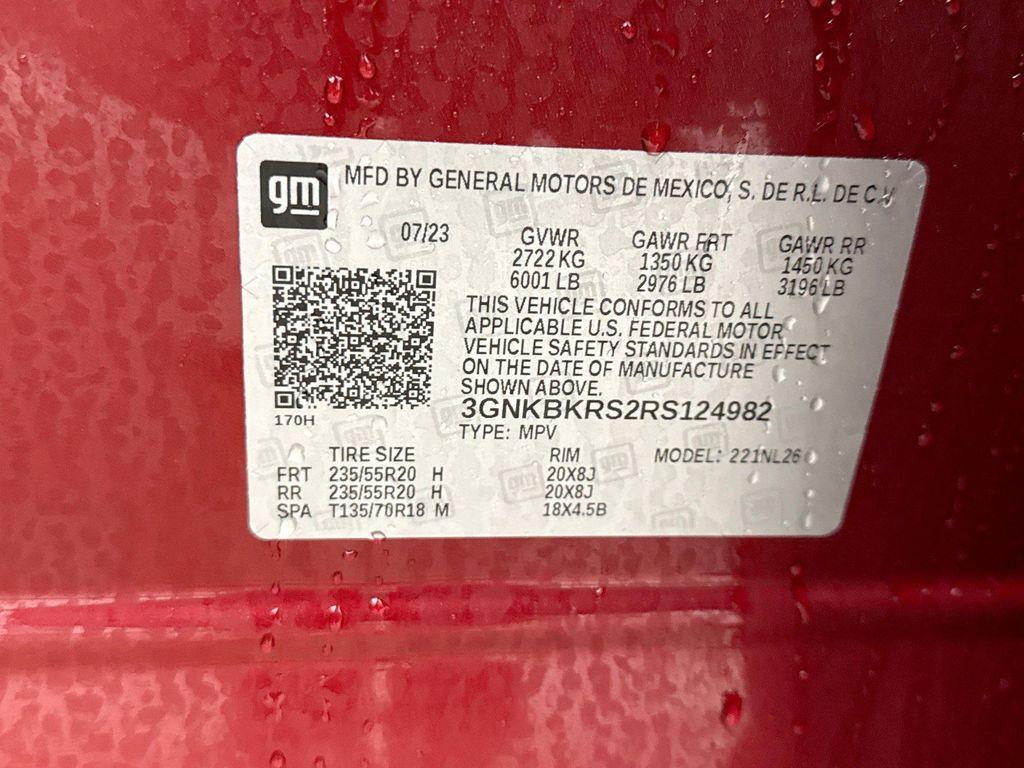 gm MFD BY GENERAL MOTORS DE MEXICO, S. DE R.L. DE C.V
07/23 GVWR GAWR FRT GAWR RR
2722 KG 1350 KG 1450 KG
6001 LB 2976 LB 3196 LB
THIS VEHICLE CONFORMS TO ALL
APPLICABLE U.S. FEDERAL MOTOR
VEHICLE SAFETY STANDARDS IN EFFECT
ON THE DATE OF MANUFACTURE
SHOWN ABOVE.
3GNKBKRS2RS124982
170H
TYPE: MPV
TIRE SIZE RIM MODEL: 221NL26
FRT 235/55R20 H 20X8J
RR 235/55R20 H 20X8J
SPA T135/70R18 M 18X4.5B